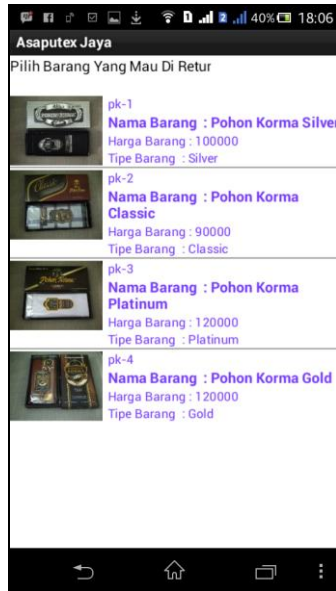 40% 18:06
Asaputex Jaya
Pilih Barang Yang Mau Di Retur
pk-1
Nama Barang : Pohon Korma Silver
Harga Barang : 100000
Tipe Barang : Silver
pk-2
Nama Barang : Pohon Korma
Classic
Harga Barang : 90000
Tipe Barang : Classic
pk-3
Nama Barang : Pohon Korma
Platinum
Harga Barang : 120000
Tipe Barang : Platinum
pk-4
Nama Barang : Pohon Korma Gold
Harga Barang : 120000
Tipe Barang : Gold